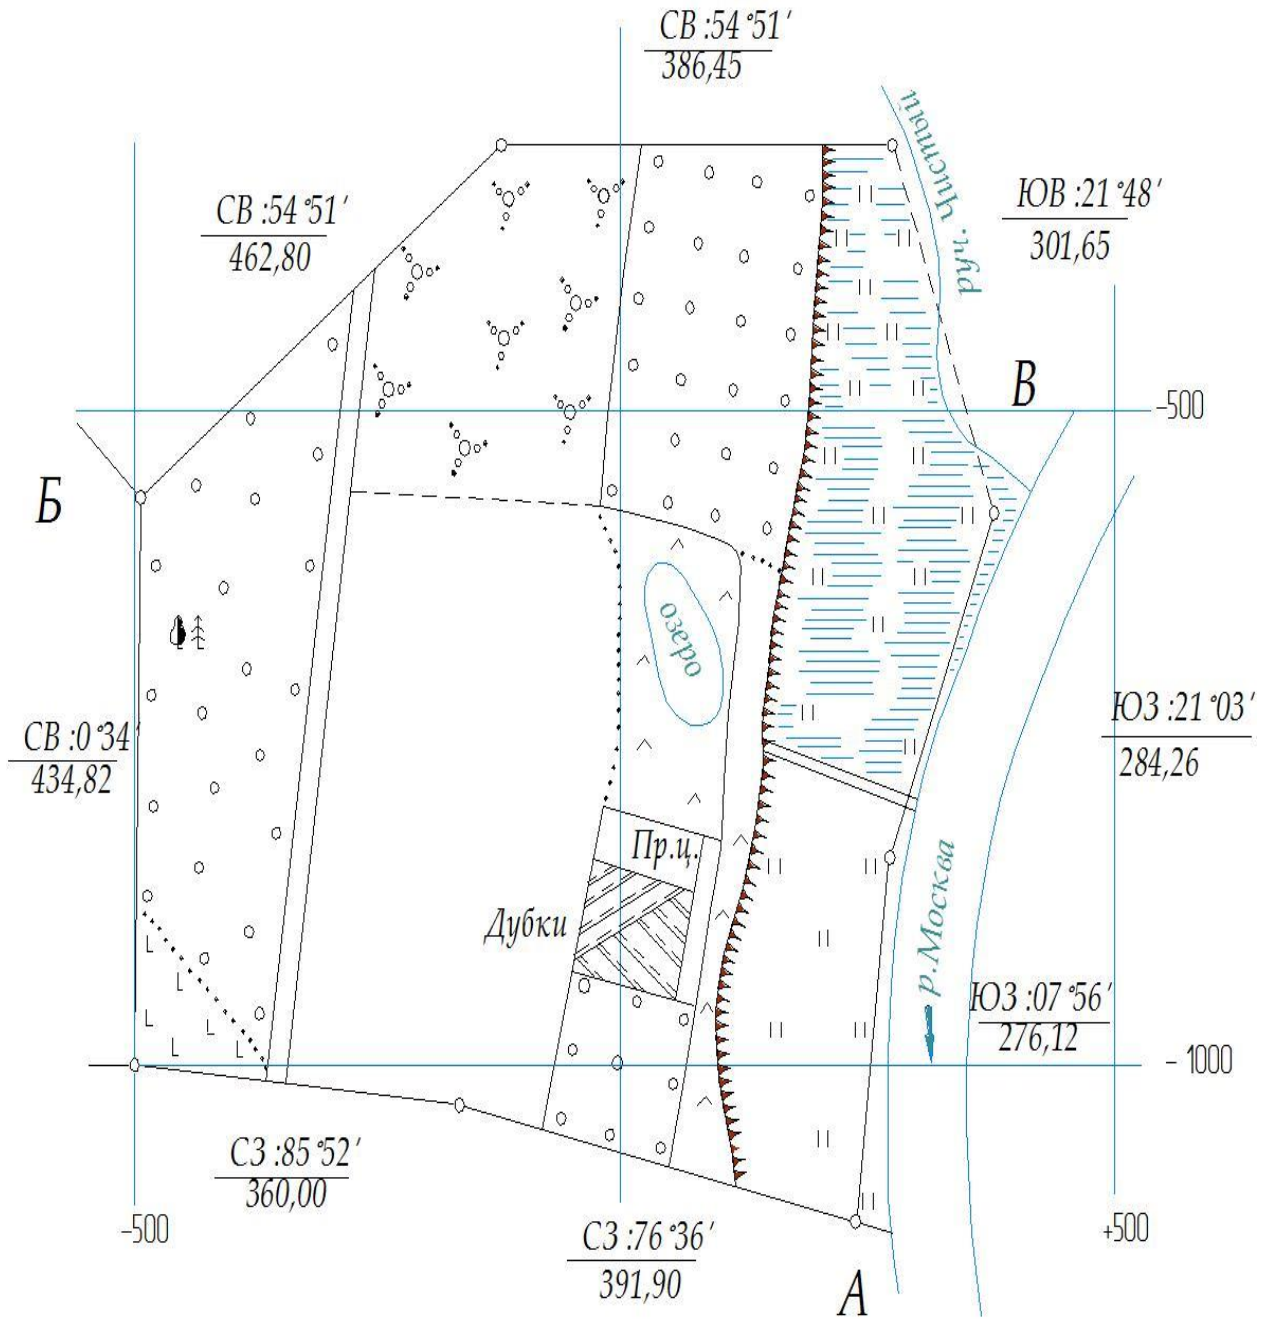 СВ :54°51′
386,45
руч. Чистый
СВ :54°51′
462,80
ЮВ :21°48′
301,65
В
-500
Б
озеро
СВ :0°34′
434,82
ЮЗ :21°03′
284,26
Пр.ц.
Дубки
р.Москва
ЮЗ :07°56′
276,12
- 1000
СЗ :85°52′
360,00
-500
СЗ :76°36′
391,90
+500
А